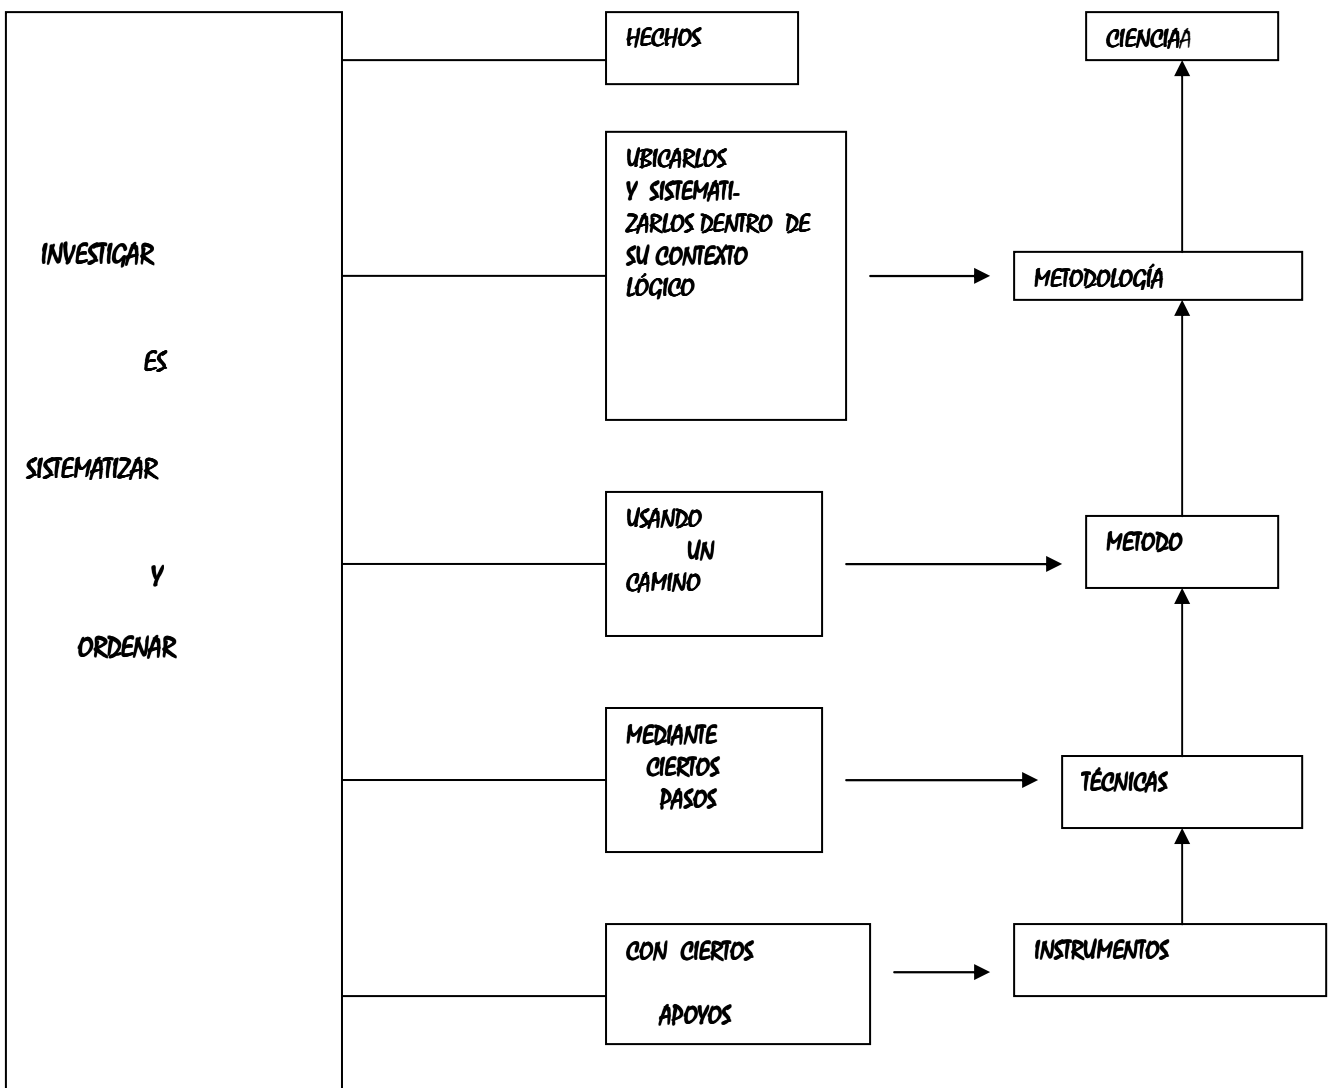 INVESTIGAR
ES
SISTEMATIZAR
Y
ORDENAR
HECHOS
UBICARLOS
Y SISTEMATI-
ZARLOS DENTRO DE
SU CONTEXTO
LÓGICO
USANDO
UN
CAMINO
MEDIANTE
CIERTOS
PASOS
CON CIERTOS
APOYOS
CIENCIAA
METODOLOGÍA
METODO
TÉCNICAS
INSTRUMENTOS